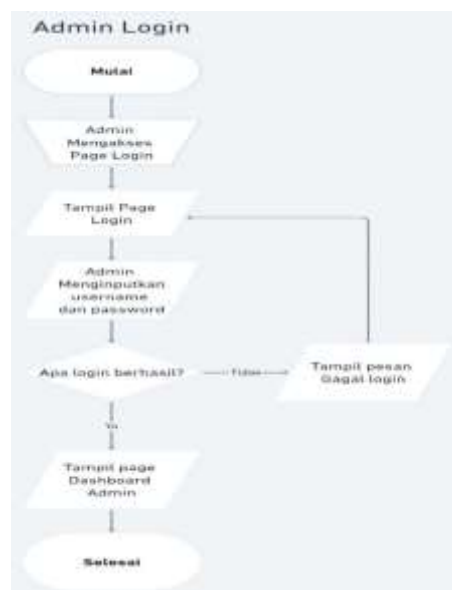 Admin Login
Mulai
Admin
Mengakses
Page Login
Tampil Page
Login
Admin
Menginputkan
username
dan password
Apa login berhasil?
Tidak
Tampil pesan
Gagal login
Ya
Tampil page
Dashboard
Admin
Selesai